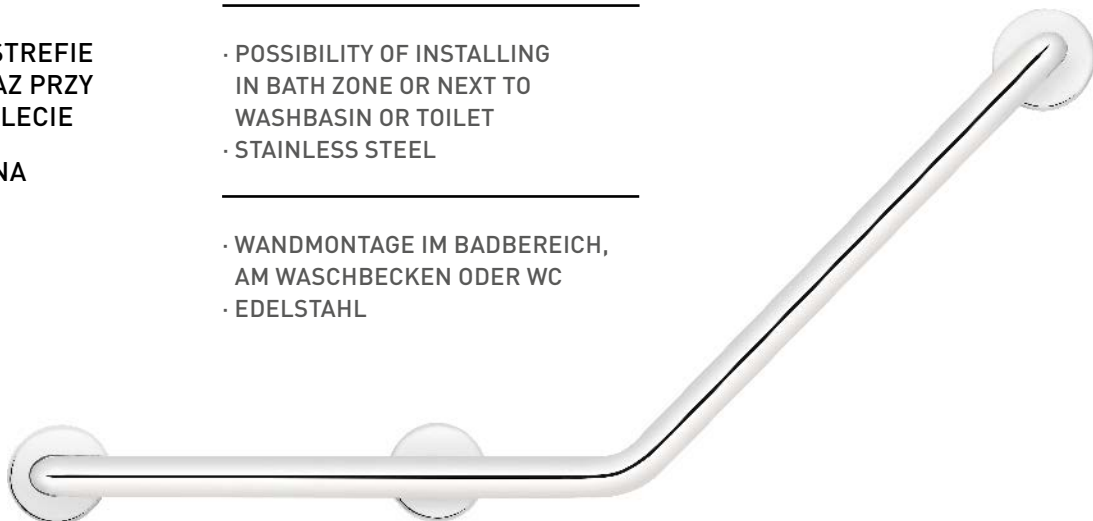 STREFIE
AZ PRZY
LECIE
NA
· POSSIBILITY OF INSTALLING
IN BATH ZONE OR NEXT TO
WASHBASIN OR TOILET
· STAINLESS STEEL
· WANDMONTAGE IM BADBEREICH,
AM WASCHBECKEN ODER WC
· EDELSTAHL